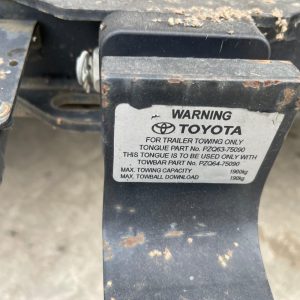 WARNING
TOYOTA
FOR TRAILER TOWING ONLY
TONGUE PART No. PZQ63-75090
THIS TONGUE IS TO BE USED ONLY WITH
TOWBAR PART No. PZQ64-75090
MAX. TOWING CAPACITY 1900kg
MAX. TOWBALL DOWNLOAD 190kg